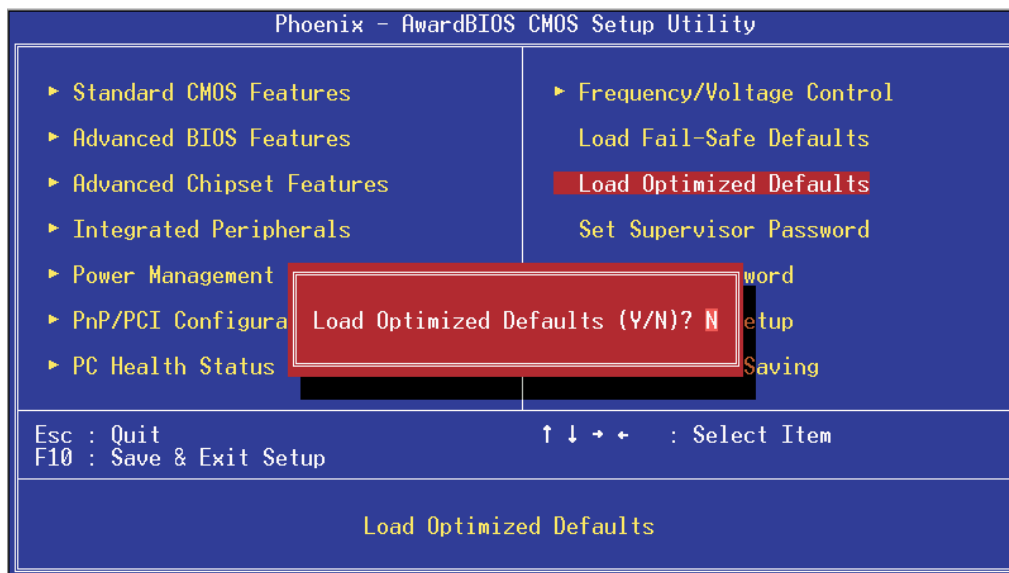 Phoenix - AwardBIOS CMOS Setup Utility
► Standard CMOS Features
► Advanced BIOS Features
► Advanced Chipset Features
► Integrated Peripherals
► Power Management
► PnP/PCI Configura
► PC Health Status
► Frequency/Voltage Control
Load Fail-Safe Defaults
Load Optimized Defaults
Set Supervisor Password
word
etup
Saving
Load Optimized Defaults (Y/N)? N
Esc : Quit
F10 : Save & Exit Setup
↑ ↓ → ← : Select Item
Load Optimized Defaults